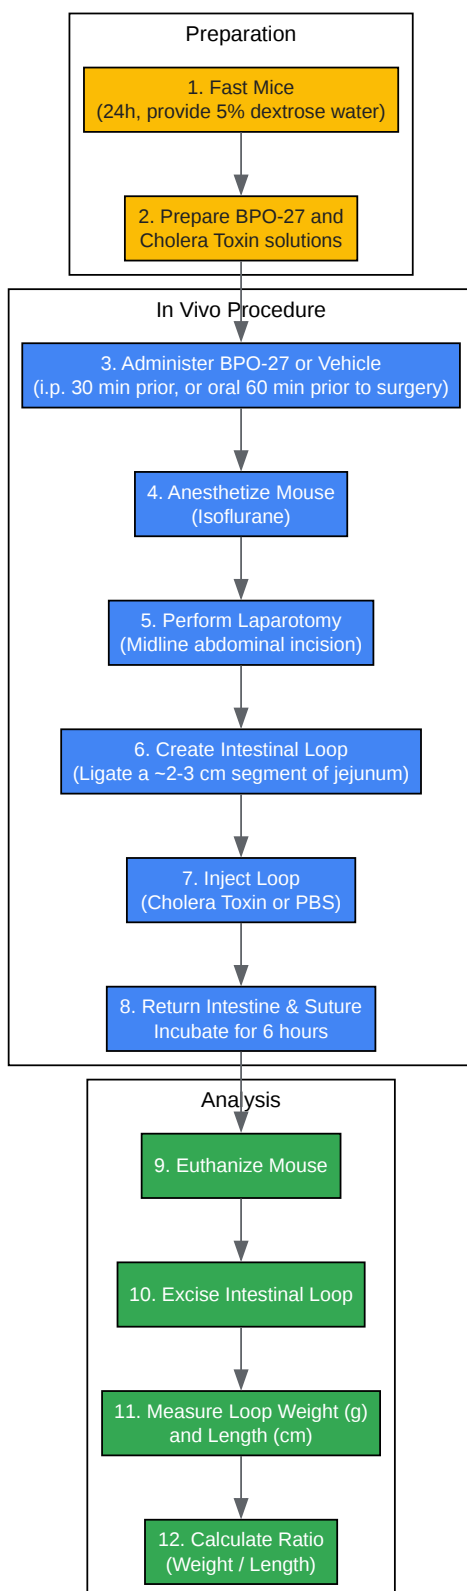 Preparation
1. Fast Mice
(24h, provide 5% dextrose water)
2. Prepare BPO-27 and
Cholera Toxin solutions
In Vivo Procedure
3. Administer BPO-27 or Vehicle
(i.p. 30 min prior, or oral 60 min prior to surgery)
4. Anesthetize Mouse
(Isoflurane)
5. Perform Laparotomy
(Midline abdominal incision)
6. Create Intestinal Loop
(Ligate a ~2-3 cm segment of jejunum)
7. Inject Loop
(Cholera Toxin or PBS)
8. Return Intestine & Suture
Incubate for 6 hours
Analysis
9. Euthanize Mouse
10. Excise Intestinal Loop
11. Measure Loop Weight (g)
and Length (cm)
12. Calculate Ratio
(Weight / Length)